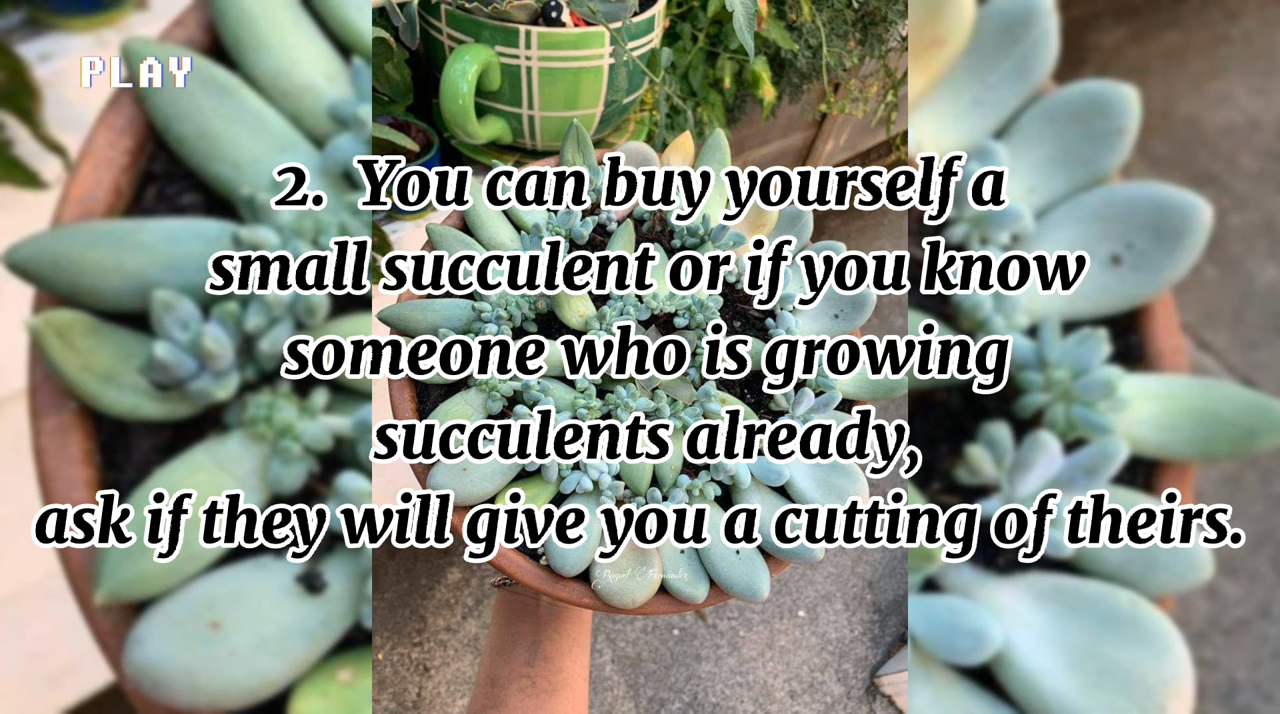 PLAY
2. You can buy yourself a
small succulent or if you know
someone who is growing
succulents already,
ask if they will give you a cutting of theirs.